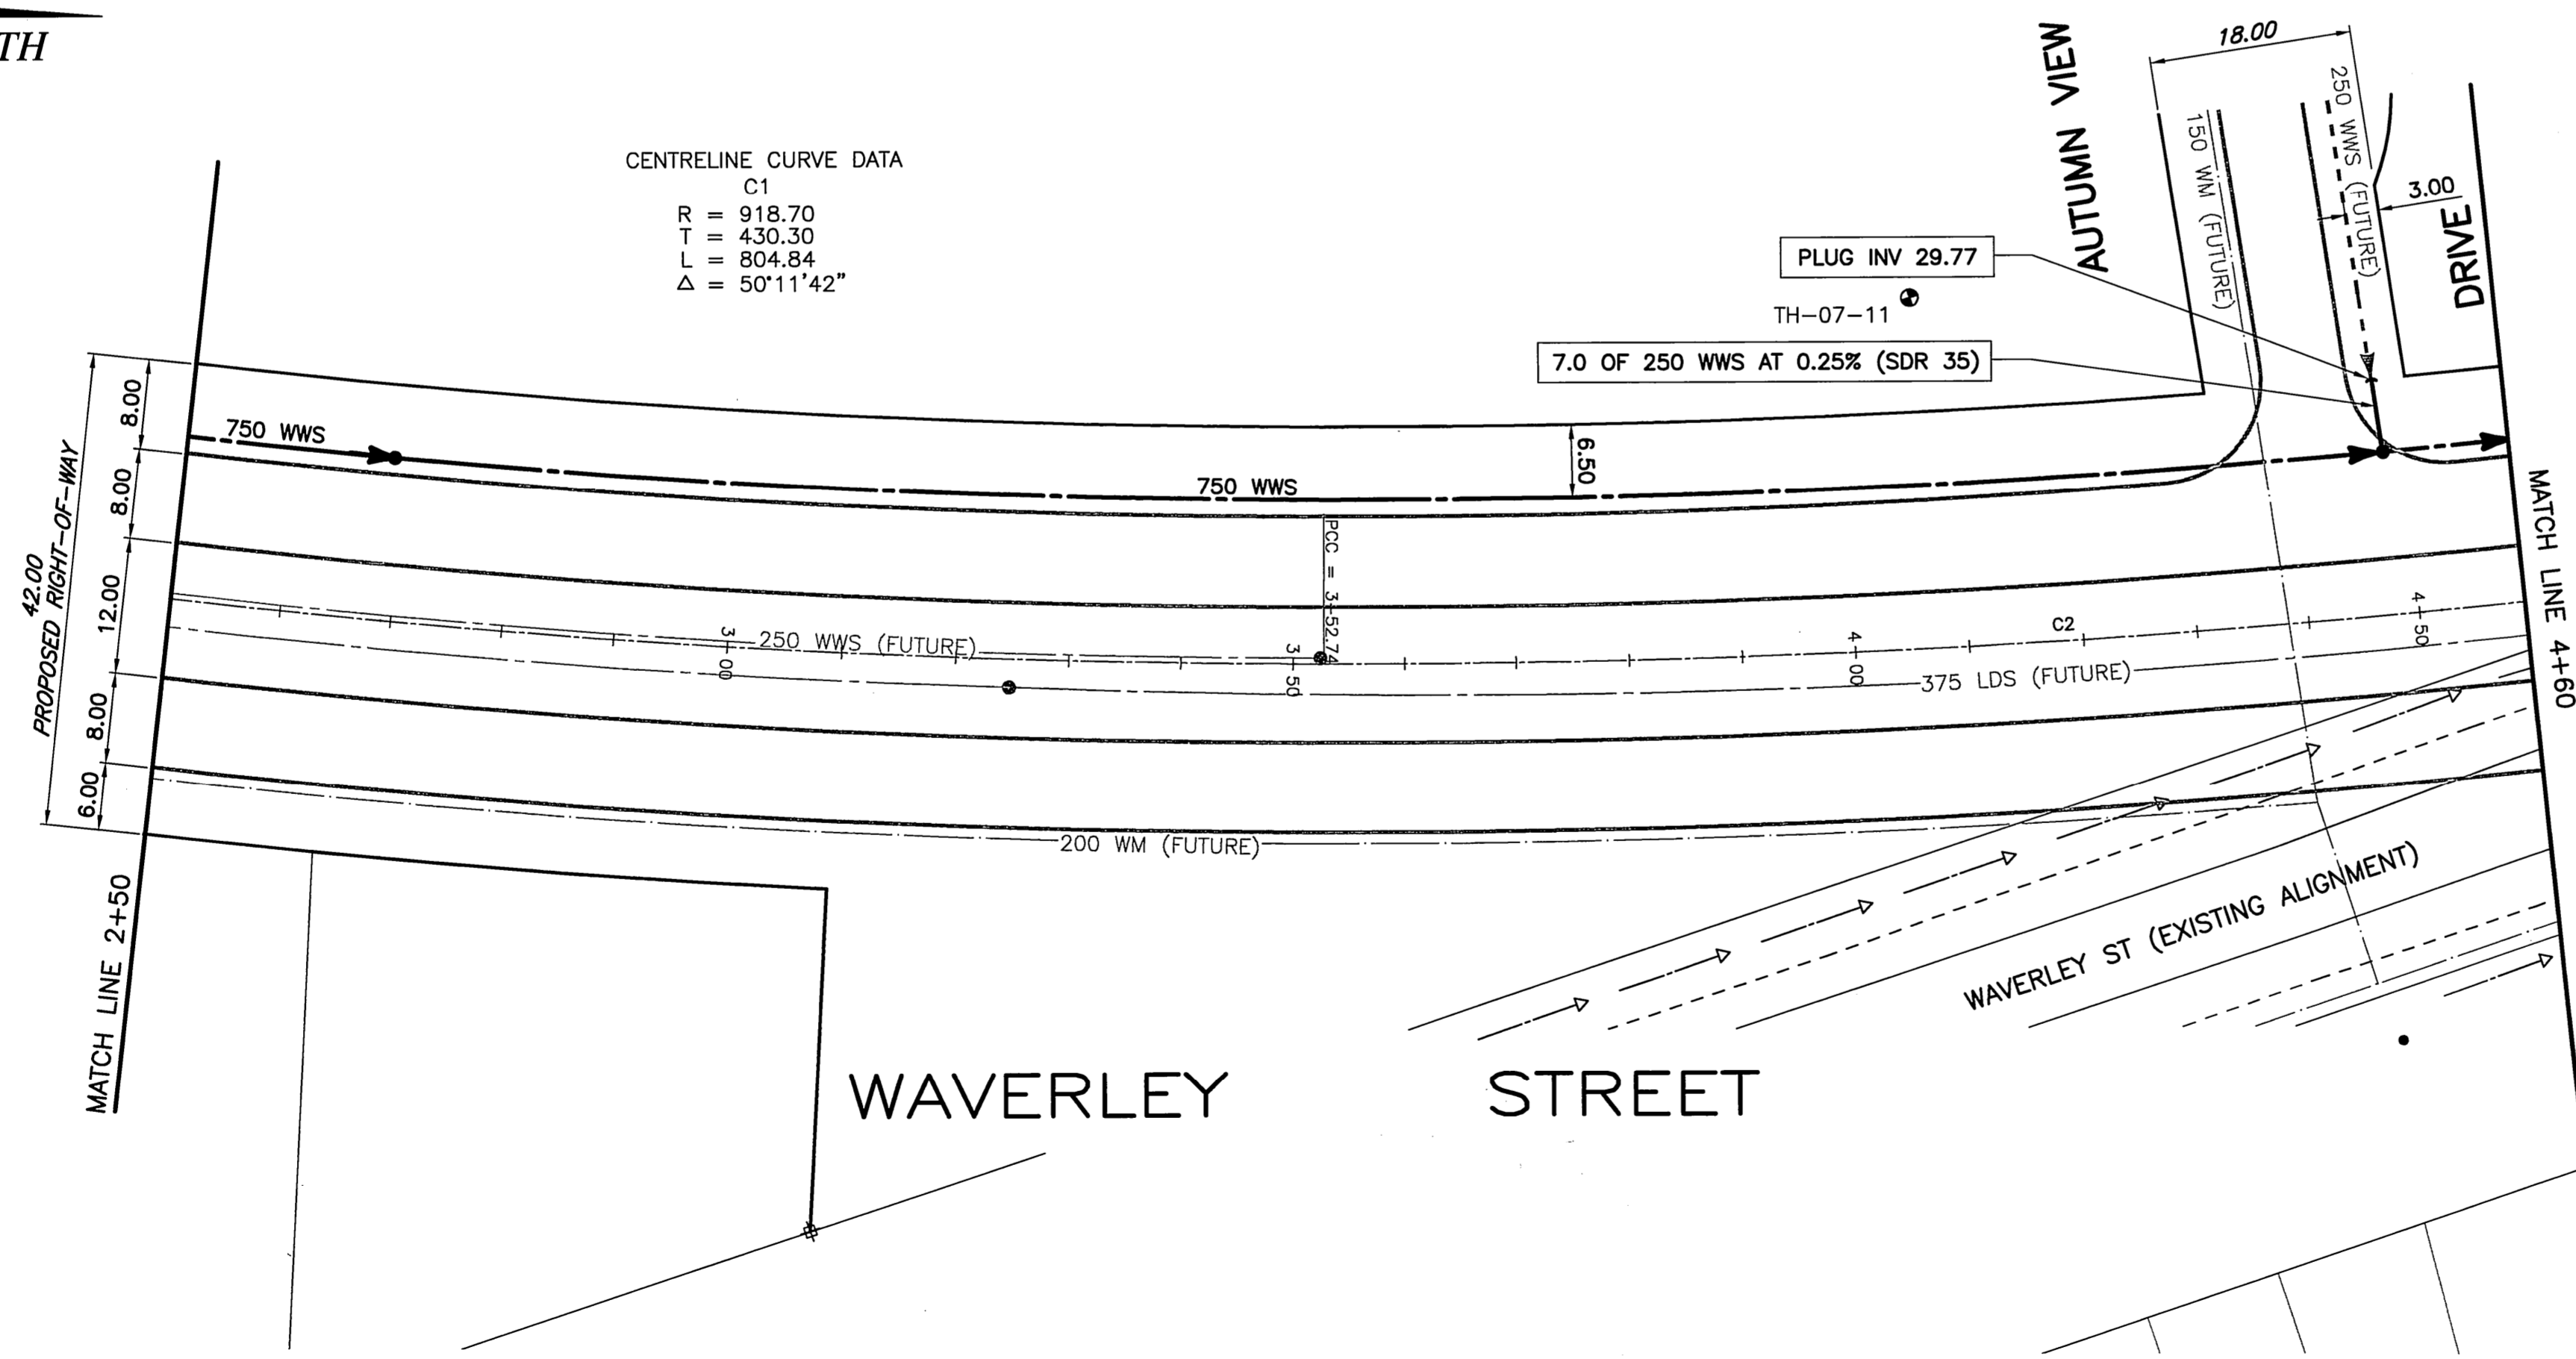 TH
CENTRELINE CURVE DATA
C1
R = 918.70
T = 430.30
L = 804.84
Δ = 50°11'42"
AUTUMN VIEW
DRIVE
18.00
250 WWS (FUTURE)
150 WM (FUTURE)
3.00
PLUG INV 29.77
TH-07-11
7.0 OF 250 WWS AT 0.25% (SDR 35)
8.00
8.00
12.00
8.00
6.00
42.00
PROPOSED RIGHT-OF-WAY
750 WWS
750 WWS
6.50
PCC = 3+52.74
250 WWS (FUTURE)
3+00
3+50
4+00
C2
4+50
375 LDS (FUTURE)
200 WM (FUTURE)
MATCH LINE 2+50
MATCH LINE 4+60
WAVERLEY ST (EXISTING ALIGNMENT)
WAVERLEY STREET